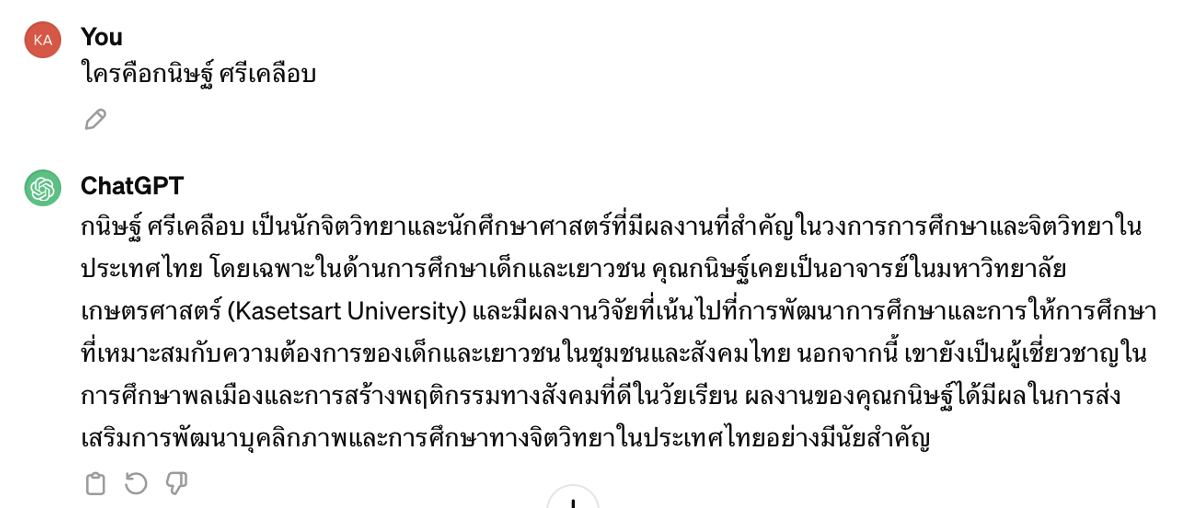 KA
You
ใครคือกนิษฐ์ ศรีเคลือบ
ChatGPT
กนิษฐ์ ศรีเคลือบ เป็นนักจิตวิทยาและนักศึกษาศาสตร์ที่มีผลงานที่สำคัญในวงการการศึกษาและจิตวิทยาใน
ประเทศไทย โดยเฉพาะในด้านการศึกษาเด็กและเยาวชน คุณกนิษฐ์เคยเป็นอาจารย์ในมหาวิทยาลัย
เกษตรศาสตร์ (Kasetsart University) และมีผลงานวิจัยที่เน้นไปที่การพัฒนาการศึกษาและการให้การศึกษา
ที่เหมาะสมกับความต้องการของเด็กและเยาวชนในชุมชนและสังคมไทย นอกจากนี้ เขายังเป็นผู้เชี่ยวชาญใน
การศึกษาพลเมืองและการสร้างพฤติกรรมทางสังคมที่ดีในวัยเรียน ผลงานของคุณกนิษฐ์ได้มีผลในการส่ง
เสริมการพัฒนาบุคลิกภาพและการศึกษาทางจิตวิทยาในประเทศไทยอย่างมีนัยสำคัญ